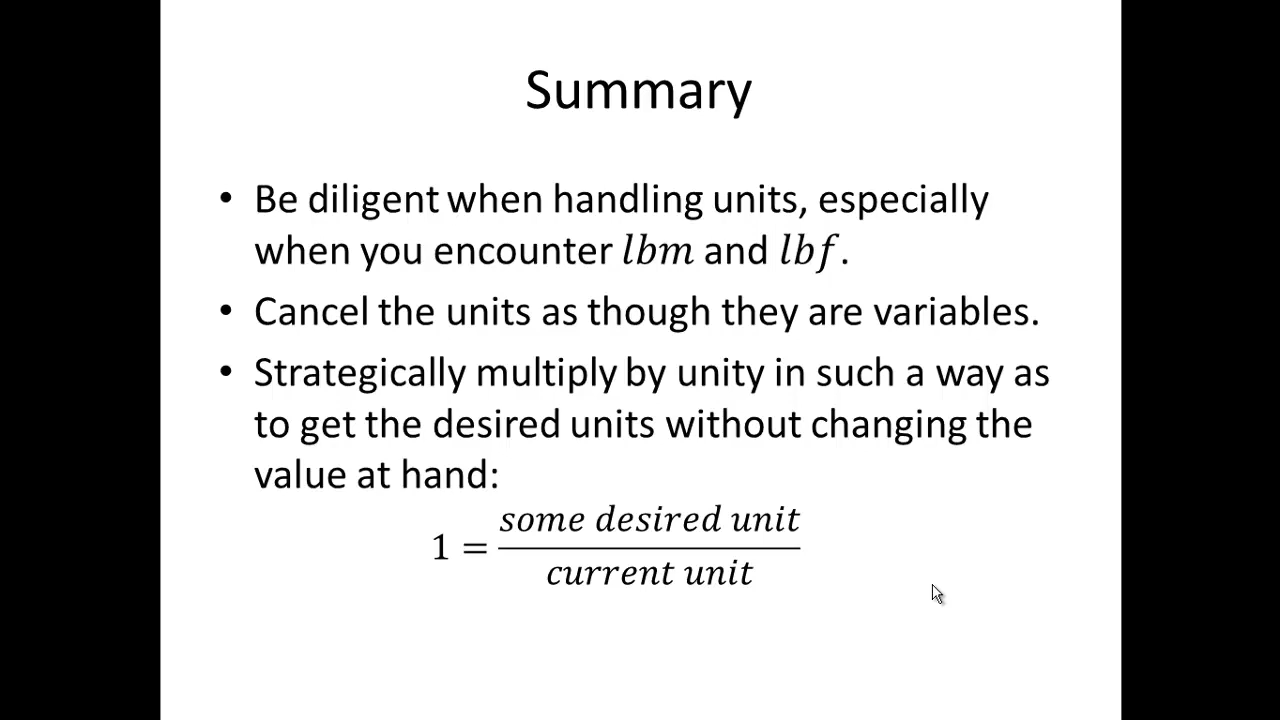 Summary
• Be diligent when handling units, especially
when you encounter lbm and lbf.
• Cancel the units as though they are variables.
• Strategically multiply by unity in such a way as
to get the desired units without changing the
value at hand:
some desired unit
1 =
current unit